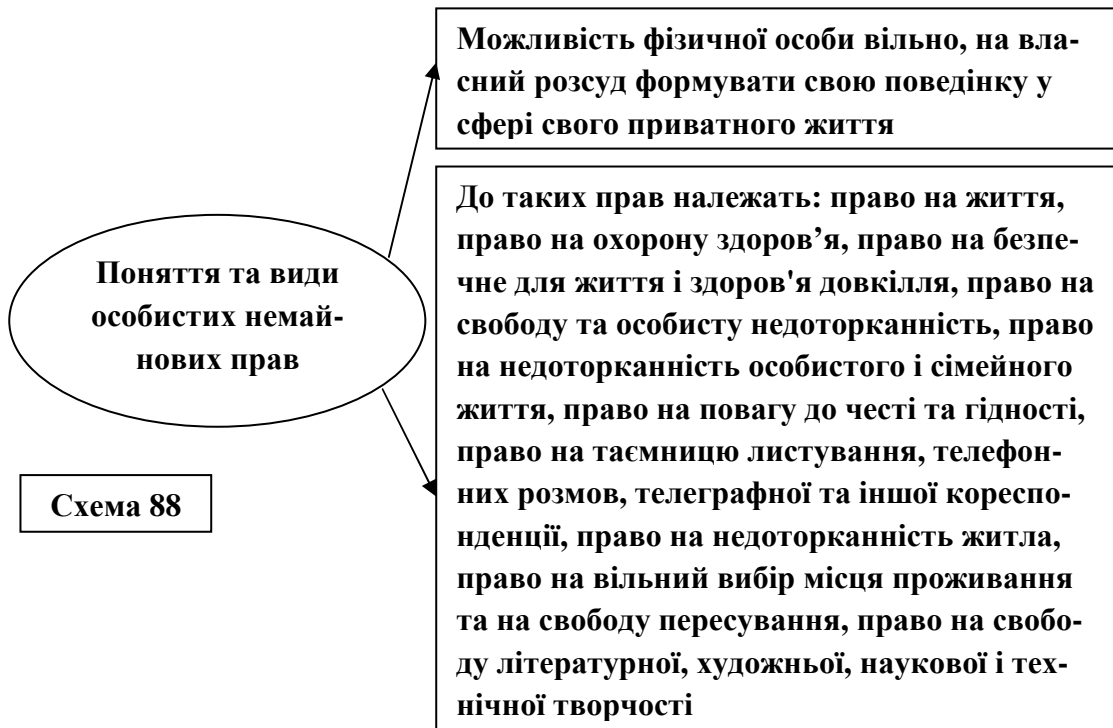 Можливість фізичної особи вільно, на вла-
сний розсуд формувати свою поведінку у
сфері свого приватного життя
До таких прав належать: право на життя,
право на охорону здоров’я, право на безпе-
чне для життя і здоров'я довкілля, право на
свободу та особисту недоторканність, право
на недоторканність особистого і сімейного
життя, право на повагу до честі та гідності,
право на таємницю листування, телефон-
них розмов, телеграфної та іншої кореспо-
нденції, право на недоторканність житла,
право на вільний вибір місця проживання
та на свободу пересування, право на свобо-
ду літературної, художньої, наукової і тех-
нічної творчості
Поняття та види
особистих немай-
нових прав
Схема 88